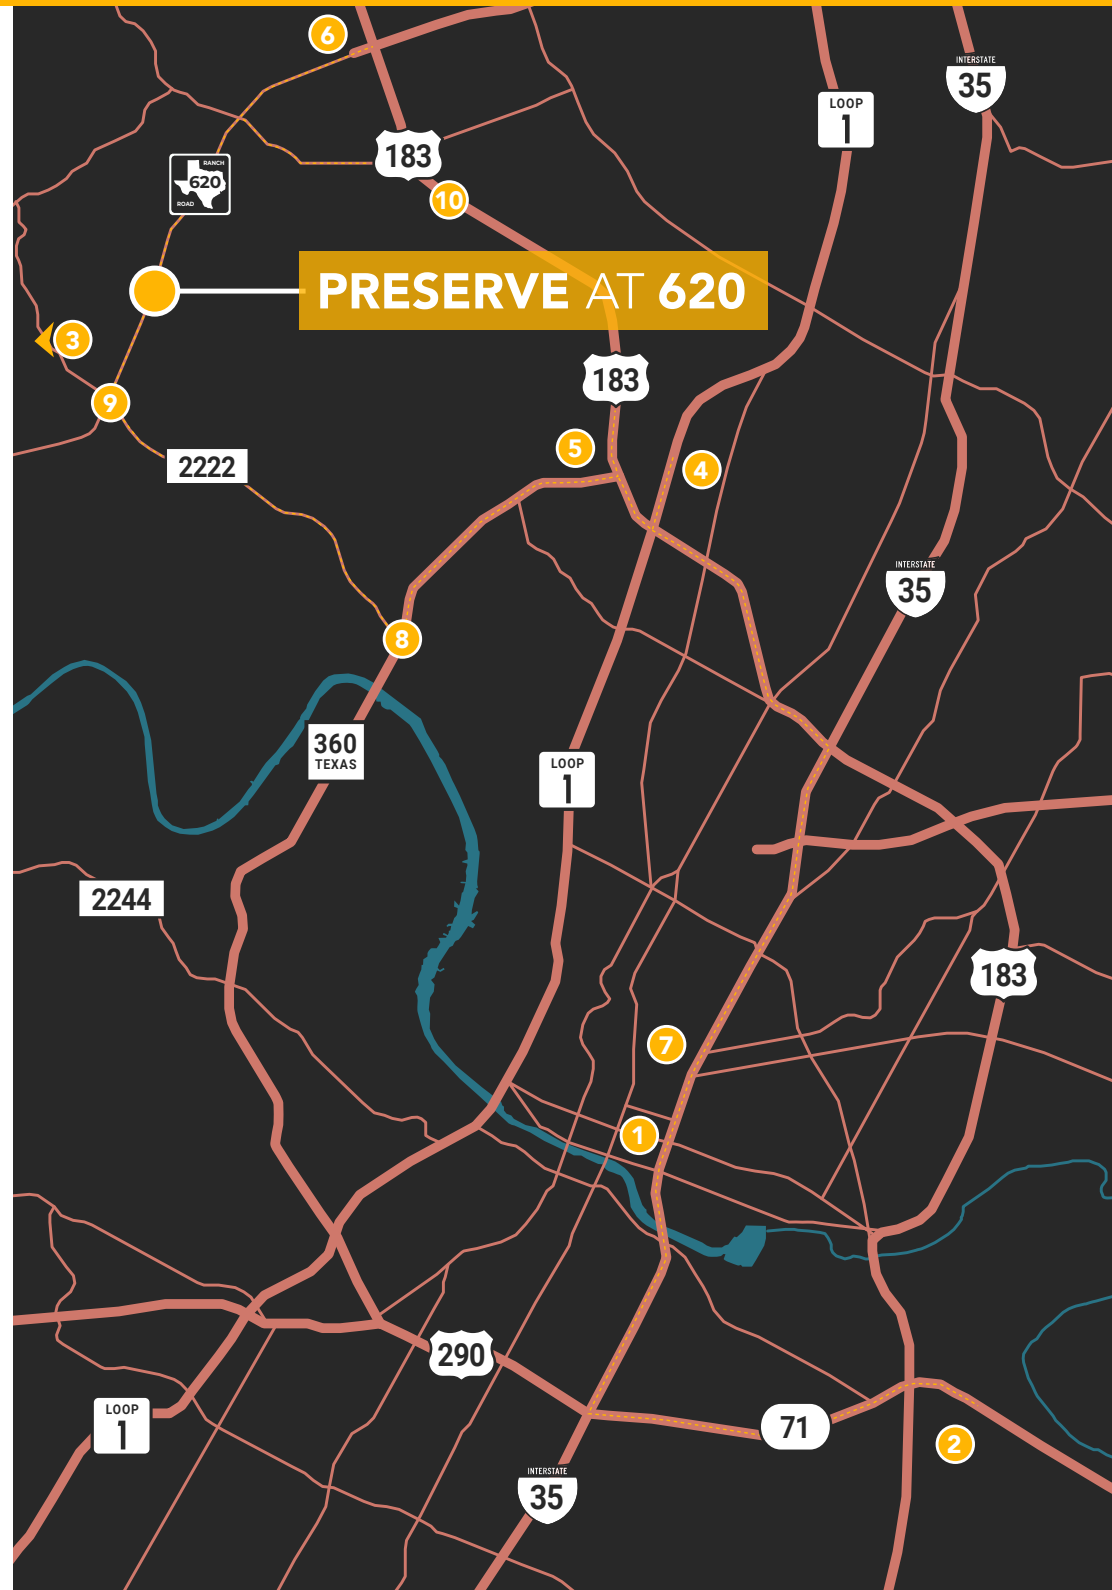 6
INTERSTATE
35
LOOP
1
183
RANCH
620
ROAD
10
PRESERVE AT 620
3
183
9
5
2222
4
INTERSTATE
35
8
360
TEXAS
LOOP
1
2244
183
7
1
290
LOOP
1
71
2
INTERSTATE
35